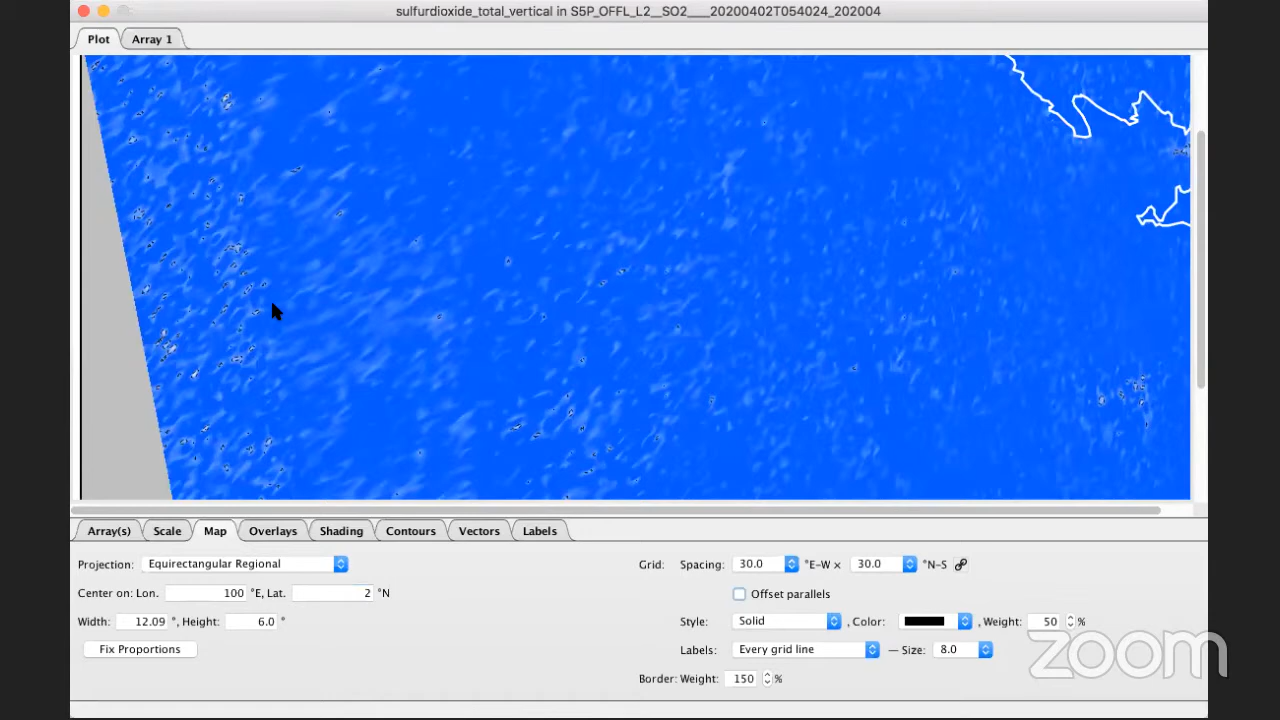 sulfurdioxide_total_vertical in S5P_OFFL_L2__SO2___20200402T054024_202004
Plot Array 1
Array(s) Scale Map Overlays Shading Contours Vectors Labels
Projection: Equirectangular Regional Grid: Spacing: 30.0 °E-W × 30.0 °N-S
Center on: Lon. 100 °E, Lat. 2 °N Offset parallels
Width: 12.09 °, Height: 6.0 ° Style: Solid , Color: , Weight: 50 %
Fix Proportions Labels: Every grid line — Size: 8.0
Border: Weight: 150 %
zoom